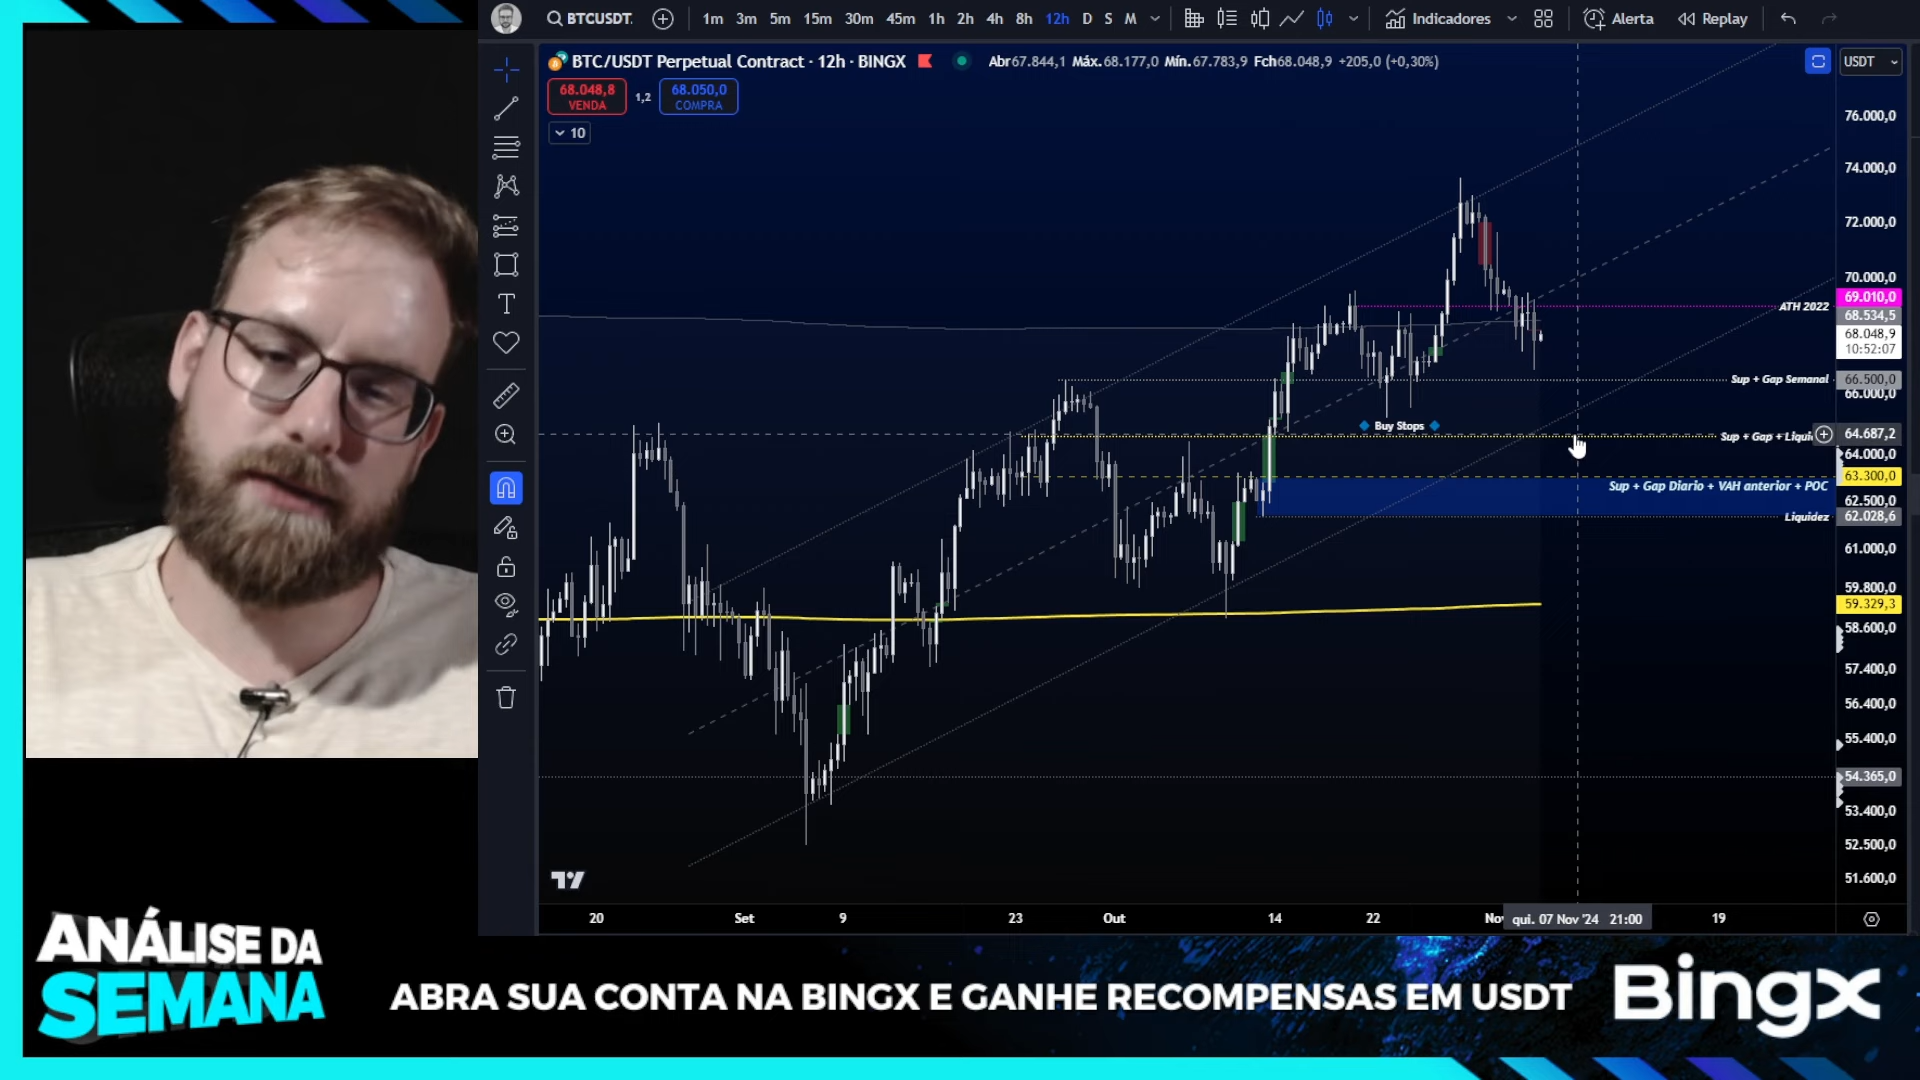 BTCUSDT.
1m 3m 5m 15m 30m 45m 1h 2h 4h 8h 12h D S M
Indicadores
Alerta
Replay
BTC/USDT Perpetual Contract · 12h · BINGX
Abr67.844,1 Máx.68.177,0 Mín.67.783,9 Fch68.048,9 +205,0 (+0,30%)
USDT
68.048,8
VENDA
1,2
68.050,0
COMPRA
10
76.000,0
74.000,0
72.000,0
70.000,0
69.010,0
ATH 2022
68.534,5
68.048,9
10:52:07
Sup + Gap Semanal
66.500,0
66.000,0
Buy Stops
Sup + Gap + Liqui
64.687,2
64.000,0
63.300,0
Sup + Gap Diario + VAH anterior + POC
62.500,0
Liquidez
62.028,6
61.000,0
59.800,0
59.329,3
58.600,0
57.400,0
56.400,0
55.400,0
54.365,0
53.400,0
52.500,0
51.600,0
20 Set 9 23 Out 14 22 Nov qui. 07 Nov '24 21:00 19
ANÁLISE DA
SEMANA
ABRA SUA CONTA NA BINGX E GANHE RECOMPENSAS EM USDT
BingX